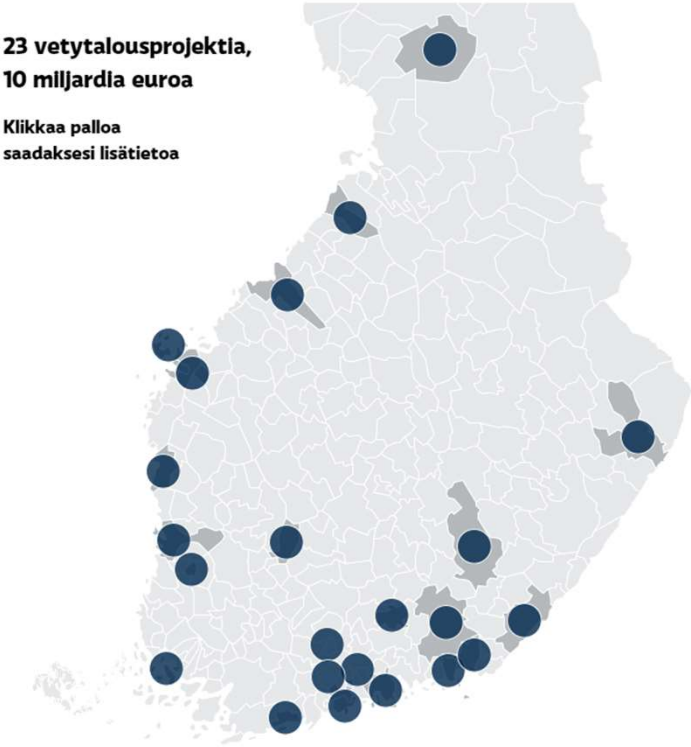 23 vetytalousprojektia,
10 miljardia euroa
Klikkaa palloa
saadaksesi lisätietoa